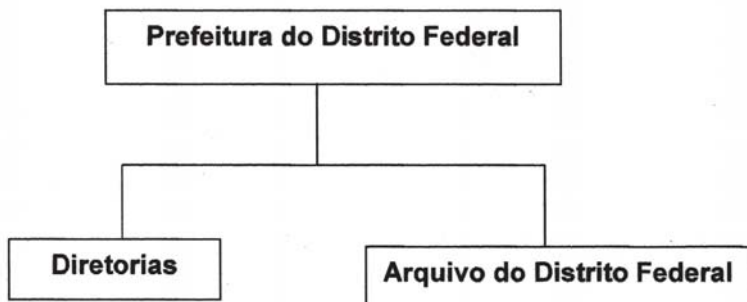 Prefeitura do Distrito Federal
Diretorias
Arquivo do Distrito Federal